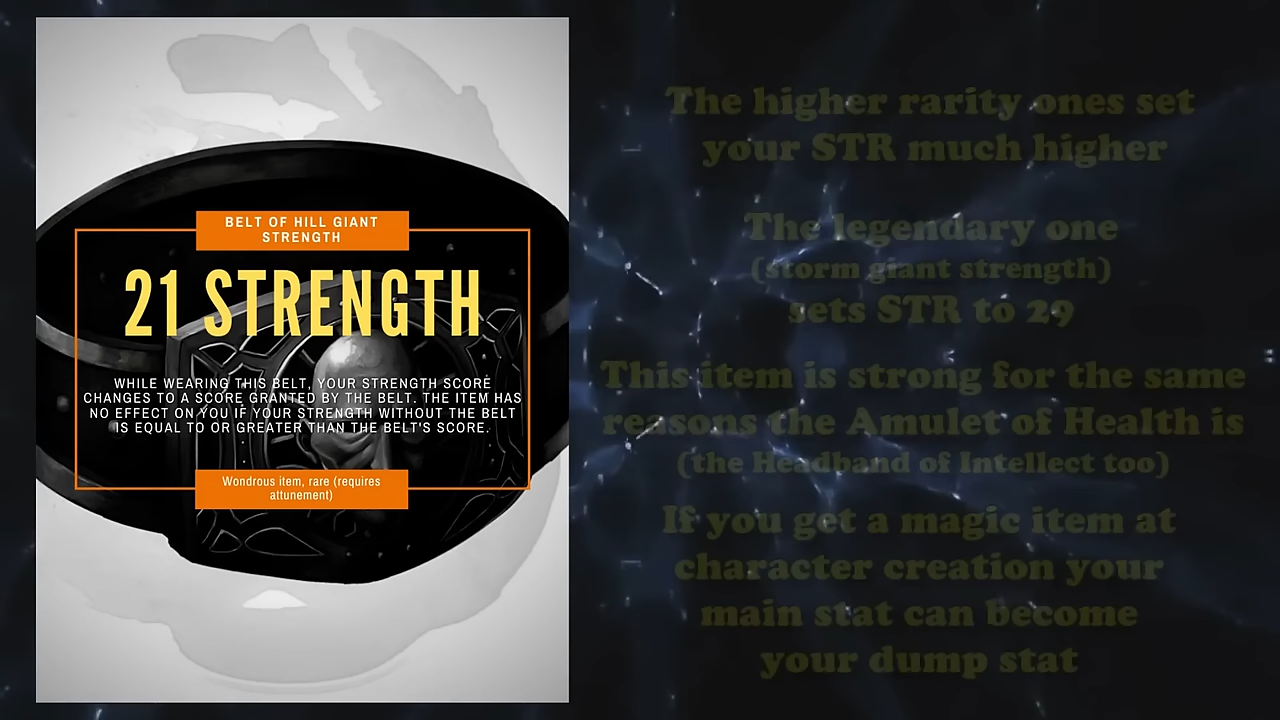 BELT OF HILL GIANT
STRENGTH
21 STRENGTH
WHILE WEARING THIS BELT, YOUR STRENGTH SCORE
CHANGES TO A SCORE GRANTED BY THE BELT. THE ITEM HAS
NO EFFECT ON YOU IF YOUR STRENGTH WITHOUT THE BELT
IS EQUAL TO OR GREATER THAN THE BELT'S SCORE.
Wondrous item, rare (requires
attunement)
The higher rarity ones set
your STR much higher
The legendary one
(storm giant strength)
sets STR to 29
This item is strong for the same
reasons the Amulet of Health is
(the Headband of Intellect too)
If you get a magic item at
character creation your
main stat can become
your dump stat